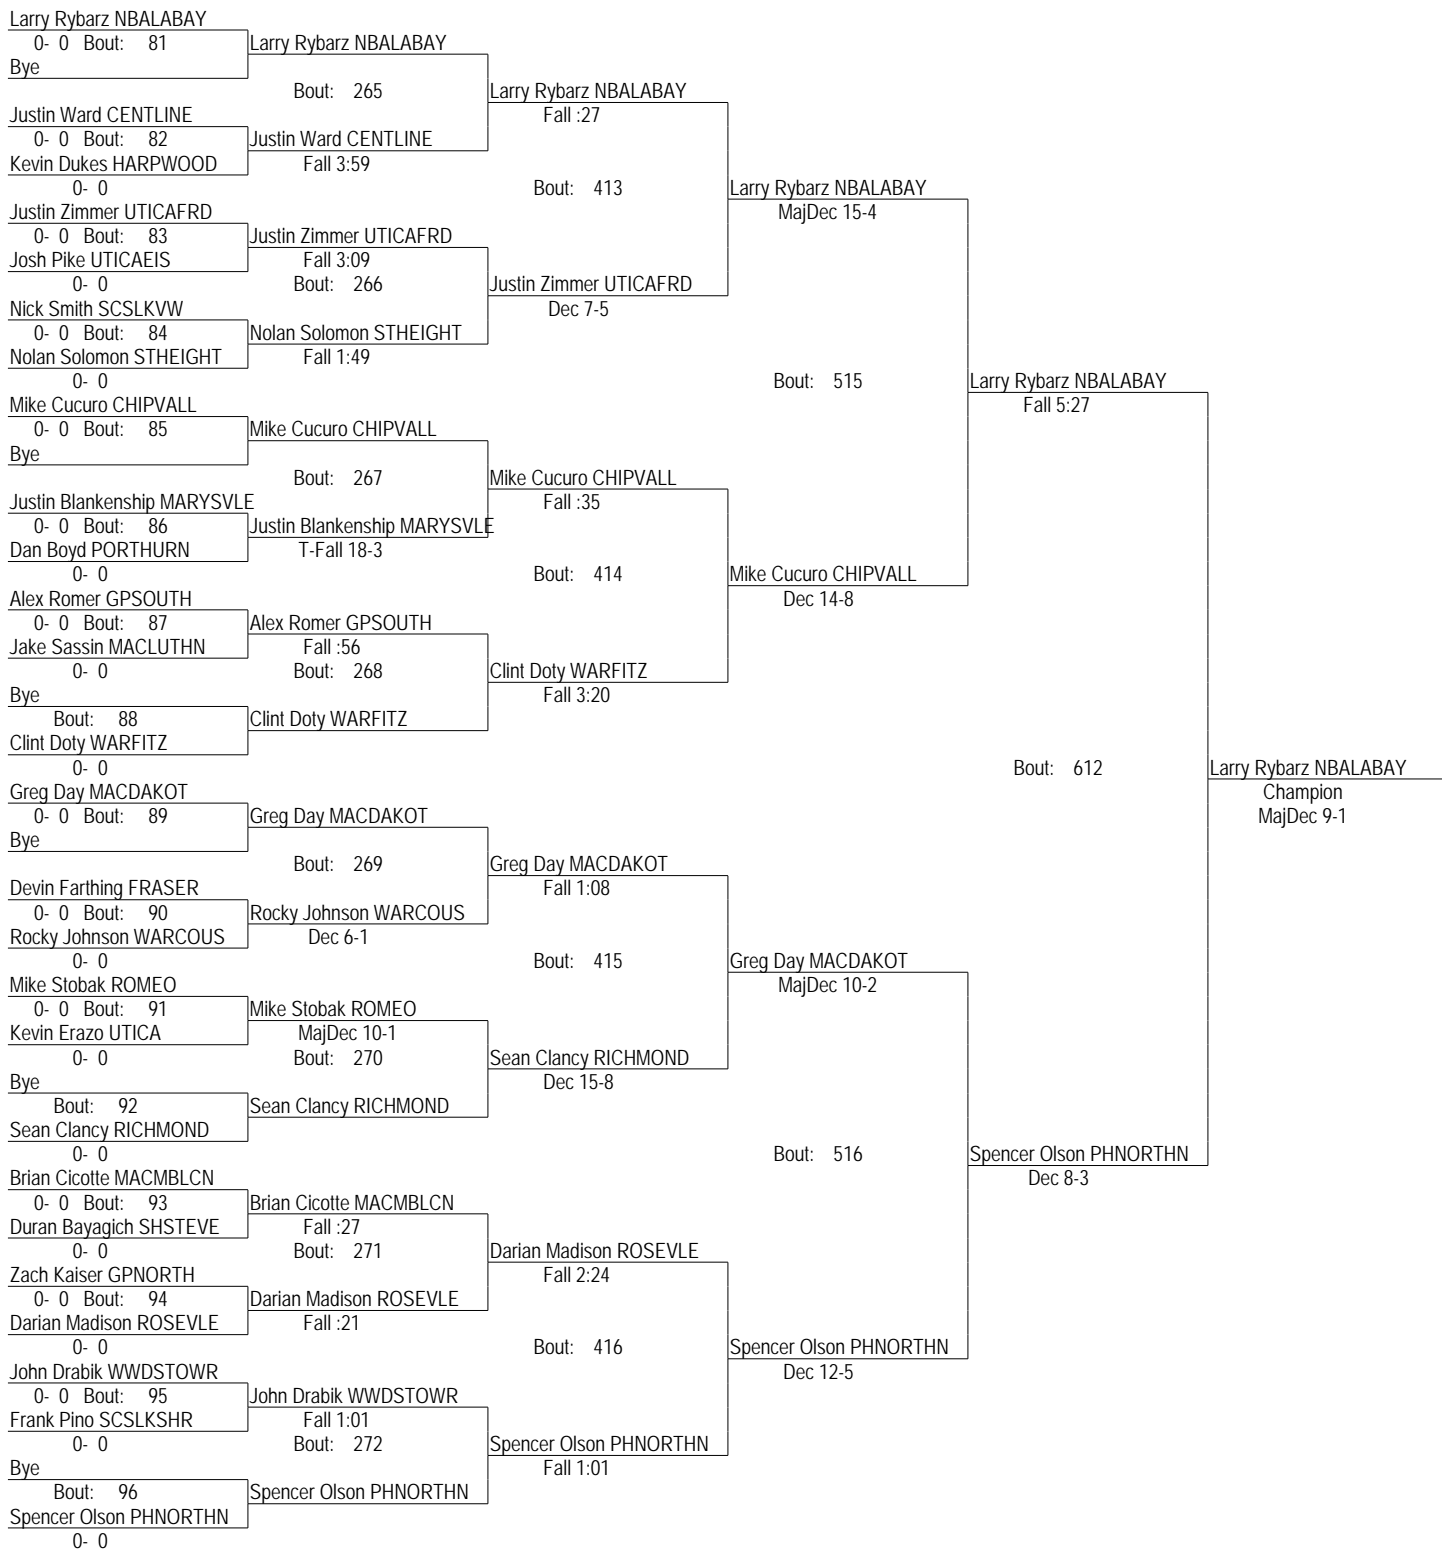 Larry Rybarz NBALABAY
0- 0 Bout: 81
Larry Rybarz NBALABAY
Bye
Bout: 265
Larry Rybarz NBALABAY
Justin Ward CENTLINE
Fall :27
0- 0 Bout: 82
Justin Ward CENTLINE
Kevin Dukes HARPWOOD
Fall 3:59
0- 0
Bout: 413
Larry Rybarz NBALABAY
Justin Zimmer UTICAFRD
MajDec 15-4
0- 0 Bout: 83
Justin Zimmer UTICAFRD
Josh Pike UTICAEIS
Fall 3:09
0- 0
Bout: 266
Justin Zimmer UTICAFRD
Nick Smith SCSLKVW
Dec 7-5
0- 0 Bout: 84
Nolan Solomon STHEIGHT
Nolan Solomon STHEIGHT
Fall 1:49
0- 0
Bout: 515
Larry Rybarz NBALABAY
Mike Cucuro CHIPVALL
Fall 5:27
0- 0 Bout: 85
Mike Cucuro CHIPVALL
Bye
Bout: 267
Mike Cucuro CHIPVALL
Justin Blankenship MARYSVLE
Fall :35
0- 0 Bout: 86
Justin Blankenship MARYSVLE
Dan Boyd PORTHURN
T-Fall 18-3
0- 0
Bout: 414
Mike Cucuro CHIPVALL
Alex Romer GPSOUTH
Dec 14-8
0- 0 Bout: 87
Alex Romer GPSOUTH
Jake Sassin MACLUTHN
Fall :56
0- 0
Bout: 268
Clint Doty WARFITZ
Bye
Fall 3:20
Bout: 88
Clint Doty WARFITZ
Clint Doty WARFITZ
0- 0
Bout: 612
Larry Rybarz NBALABAY
Greg Day MACDAKOT
Champion
0- 0 Bout: 89
Greg Day MACDAKOT
MajDec 9-1
Bye
Bout: 269
Greg Day MACDAKOT
Devin Farthing FRASER
Fall 1:08
0- 0 Bout: 90
Rocky Johnson WARCOUS
Rocky Johnson WARCOUS
Dec 6-1
0- 0
Bout: 415
Greg Day MACDAKOT
Mike Stobak ROMEO
MajDec 10-2
0- 0 Bout: 91
Mike Stobak ROMEO
Kevin Erazo UTICA
MajDec 10-1
0- 0
Bout: 270
Sean Clancy RICHMOND
Bye
Dec 15-8
Bout: 92
Sean Clancy RICHMOND
Sean Clancy RICHMOND
0- 0
Bout: 516
Spencer Olson PHNORTHN
Brian Cicotte MACMBLCN
Dec 8-3
0- 0 Bout: 93
Brian Cicotte MACMBLCN
Duran Bayagich SHSTEVE
Fall :27
0- 0
Bout: 271
Darian Madison ROSEVLE
Zach Kaiser GPNORTH
Fall 2:24
0- 0 Bout: 94
Darian Madison ROSEVLE
Darian Madison ROSEVLE
Fall :21
0- 0
Bout: 416
Spencer Olson PHNORTHN
John Drabik WWDSTOWR
Dec 12-5
0- 0 Bout: 95
John Drabik WWDSTOWR
Frank Pino SCSLKSHR
Fall 1:01
0- 0
Bout: 272
Spencer Olson PHNORTHN
Bye
Fall 1:01
Bout: 96
Spencer Olson PHNORTHN
Spencer Olson PHNORTHN
0- 0